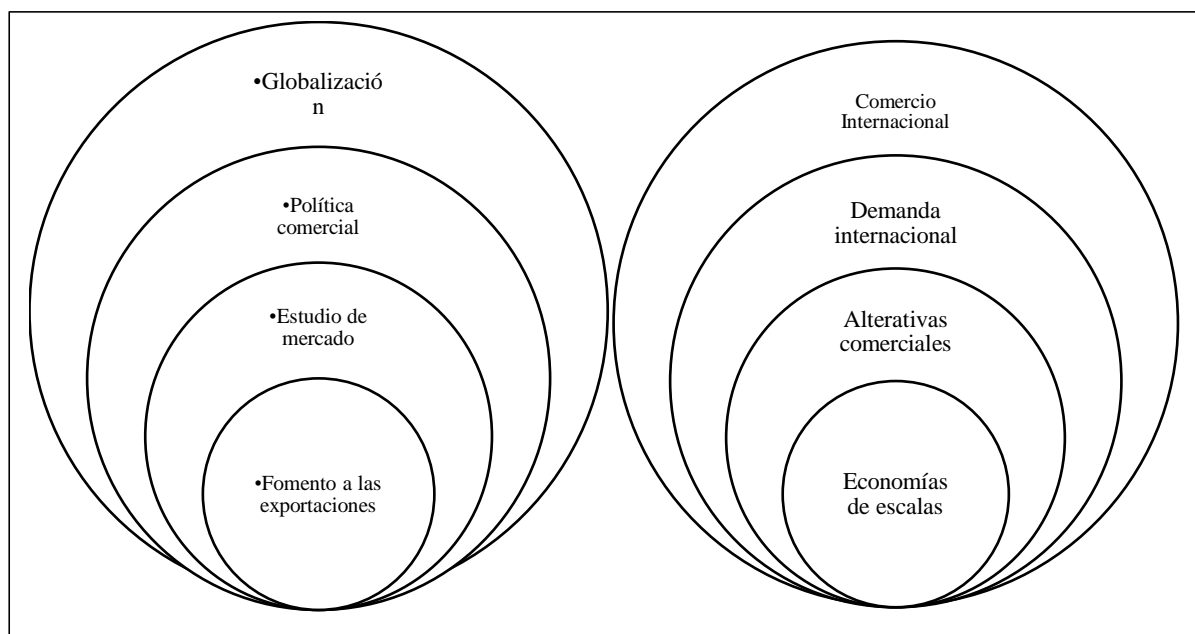 •Globalizació
n
•Política
comercial
•Estudio de
mercado
•Fomento a las
exportaciones
Comercio
Internacional
Demanda
internacional
Alterativas
comerciales
Economías
de escalas